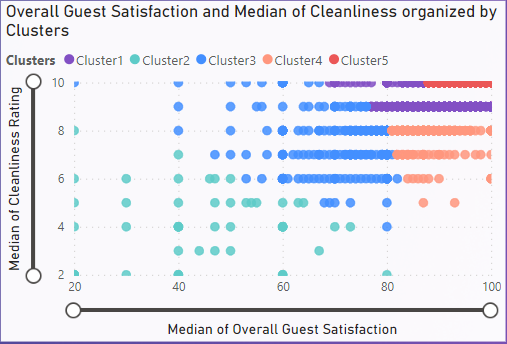 Overall Guest Satisfaction and Median of Cleanliness organized by
Clusters
Clusters Cluster1 Cluster2 Cluster3 Cluster4 Cluster5
Median of Cleanliness Rating
10
8
6
4
2
20 40 60 80 100
Median of Overall Guest Satisfaction